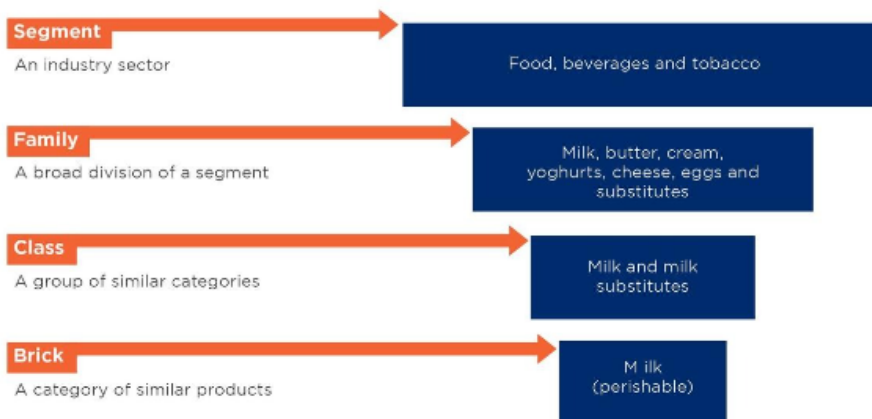 Segment
An industry sector
Food, beverages and tobacco
Family
A broad division of a segment
Milk, butter, cream,
yoghurts, cheese, eggs and
substitutes
Class
A group of similar categories
Milk and milk
substitutes
Brick
A category of similar products
M ilk
(perishable)